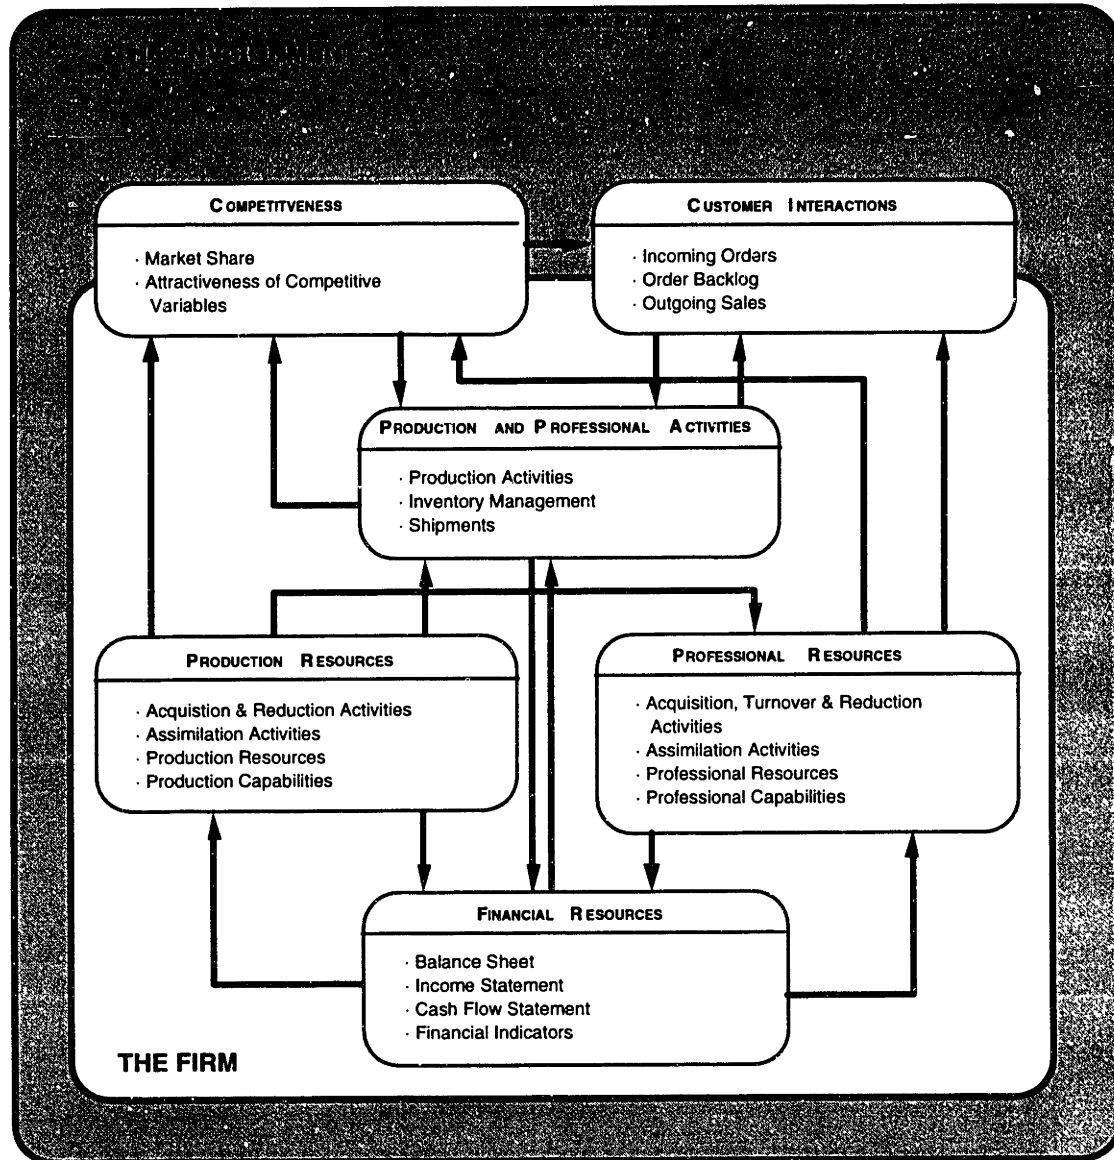 COMPETITVENESS
· Market Share
· Attractiveness of Competitive
Variables
CUSTOMER INTERACTIONS
· Incoming Orders
· Order Backlog
· Outgoing Sales
PRODUCTION AND PROFESSIONAL ACTIVITIES
· Production Activities
· Inventory Management
· Shipments
PRODUCTION RESOURCES
· Acquistion & Reduction Activities
· Assimilation Activities
· Production Resources
· Production Capabilities
PROFESSIONAL RESOURCES
· Acquisition, Turnover & Reduction
Activities
· Assimilation Activities
· Professional Resources
· Professional Capabilities
FINANCIAL RESOURCES
· Balance Sheet
· Income Statement
· Cash Flow Statement
· Financial Indicators
THE FIRM